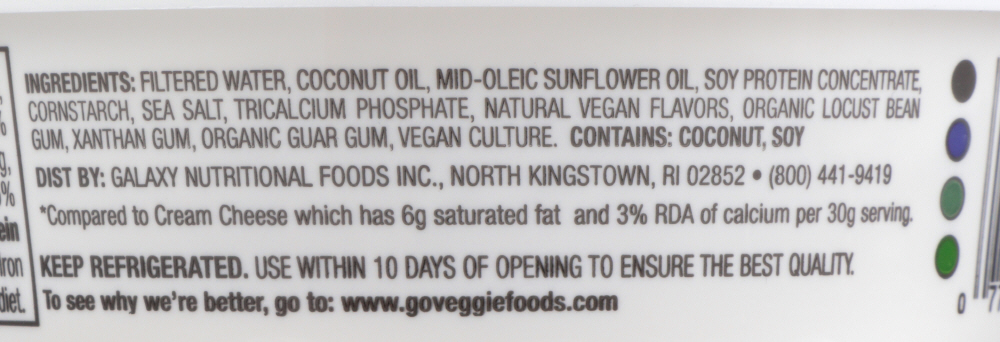 INGREDIENTS: FILTERED WATER, COCONUT OIL, MID-OLEIC SUNFLOWER OIL, SOY PROTEIN CONCENTRATE,
CORNSTARCH, SEA SALT, TRICALCIUM PHOSPHATE, NATURAL VEGAN FLAVORS, ORGANIC LOCUST BEAN
GUM, XANTHAN GUM, ORGANIC GUAR GUM, VEGAN CULTURE. CONTAINS: COCONUT, SOY
DIST BY: GALAXY NUTRITIONAL FOODS INC., NORTH KINGSTOWN, RI 02852 • (800) 441-9419
*Compared to Cream Cheese which has 6g saturated fat and 3% RDA of calcium per 30g serving.
KEEP REFRIGERATED. USE WITHIN 10 DAYS OF OPENING TO ENSURE THE BEST QUALITY.
diet. To see why we're better, go to: www.goveggiefoods.com
0